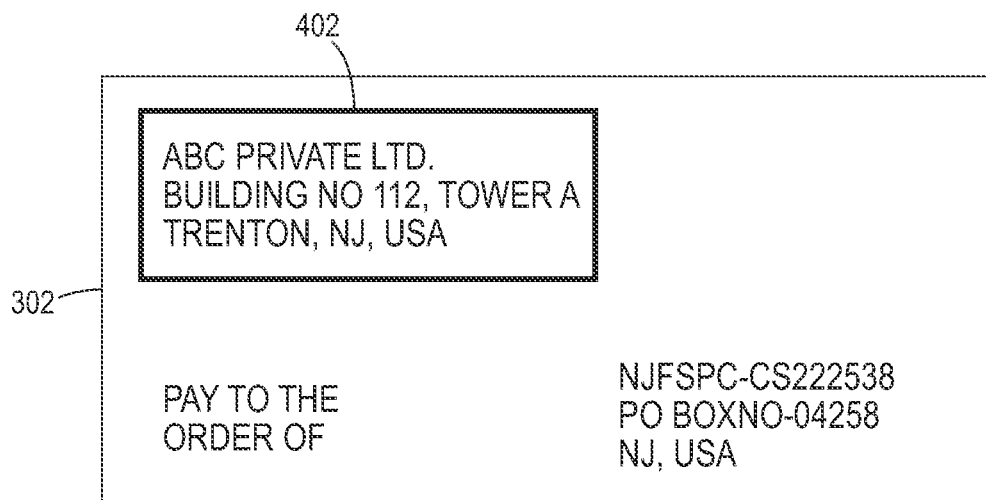 402
ABC PRIVATE LTD.
BUILDING NO 112, TOWER A
TRENTON, NJ, USA
302
PAY TO THE
ORDER OF
NJFSPC-CS222538
PO BOXNO-04258
NJ, USA